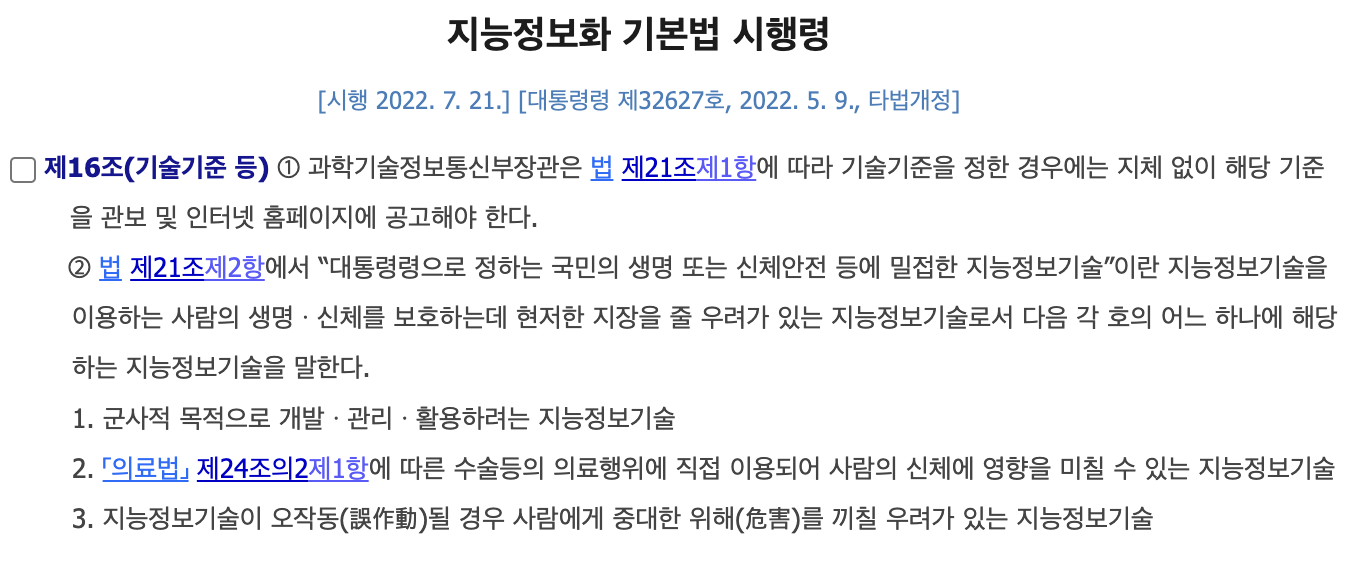 지능정보화 기본법 시행령
[시행 2022. 7. 21.] [대통령령 제32627호, 2022. 5. 9., 타법개정]
제16조(기술기준 등) ① 과학기술정보통신부장관은 법 제21조제1항에 따라 기술기준을 정한 경우에는 지체 없이 해당 기준
을 관보 및 인터넷 홈페이지에 공고해야 한다.
② 법 제21조제2항에서 “대통령령으로 정하는 국민의 생명 또는 신체안전 등에 밀접한 지능정보기술”이란 지능정보기술을
이용하는 사람의 생명ㆍ신체를 보호하는데 현저한 지장을 줄 우려가 있는 지능정보기술로서 다음 각 호의 어느 하나에 해당
하는 지능정보기술을 말한다.
1. 군사적 목적으로 개발ㆍ관리ㆍ활용하려는 지능정보기술
2. 「의료법」 제24조의2제1항에 따른 수술등의 의료행위에 직접 이용되어 사람의 신체에 영향을 미칠 수 있는 지능정보기술
3. 지능정보기술이 오작동(誤作動)될 경우 사람에게 중대한 위해(危害)를 끼칠 우려가 있는 지능정보기술